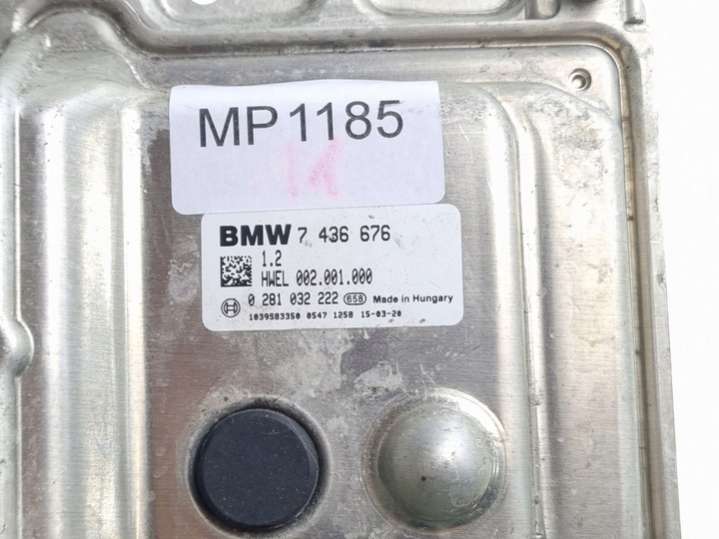 MP1185
BMW 7 436 676
1.2
HWEL 002.001.000
0 281 032 222 658 Made in Hungary
1039S83350 0547 1258 15-03-20